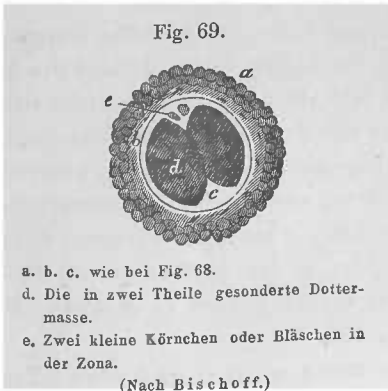 Fig. 69.
a
e
b
d.
c
a. b. c. wie bei Fig. 68.
d. Die in zwei Theile gesonderte Dotter-
masse.
e. Zwei kleine Körnchen oder Bläschen in
der Zona.
(Nach Bischoff.)